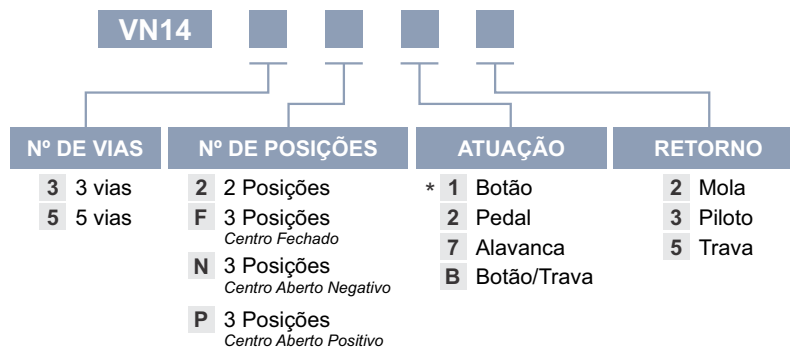 VN14
Nº DE VIAS
3 3 vias
5 5 vias
Nº DE POSIÇÕES
2 2 Posições
F 3 Posições
Centro Fechado
N 3 Posições
Centro Aberto Negativo
P 3 Posições
Centro Aberto Positivo
ATUAÇÃO
* 1 Botão
2 Pedal
7 Alavanca
B Botão/Trava
RETORNO
2 Mola
3 Piloto
5 Trava